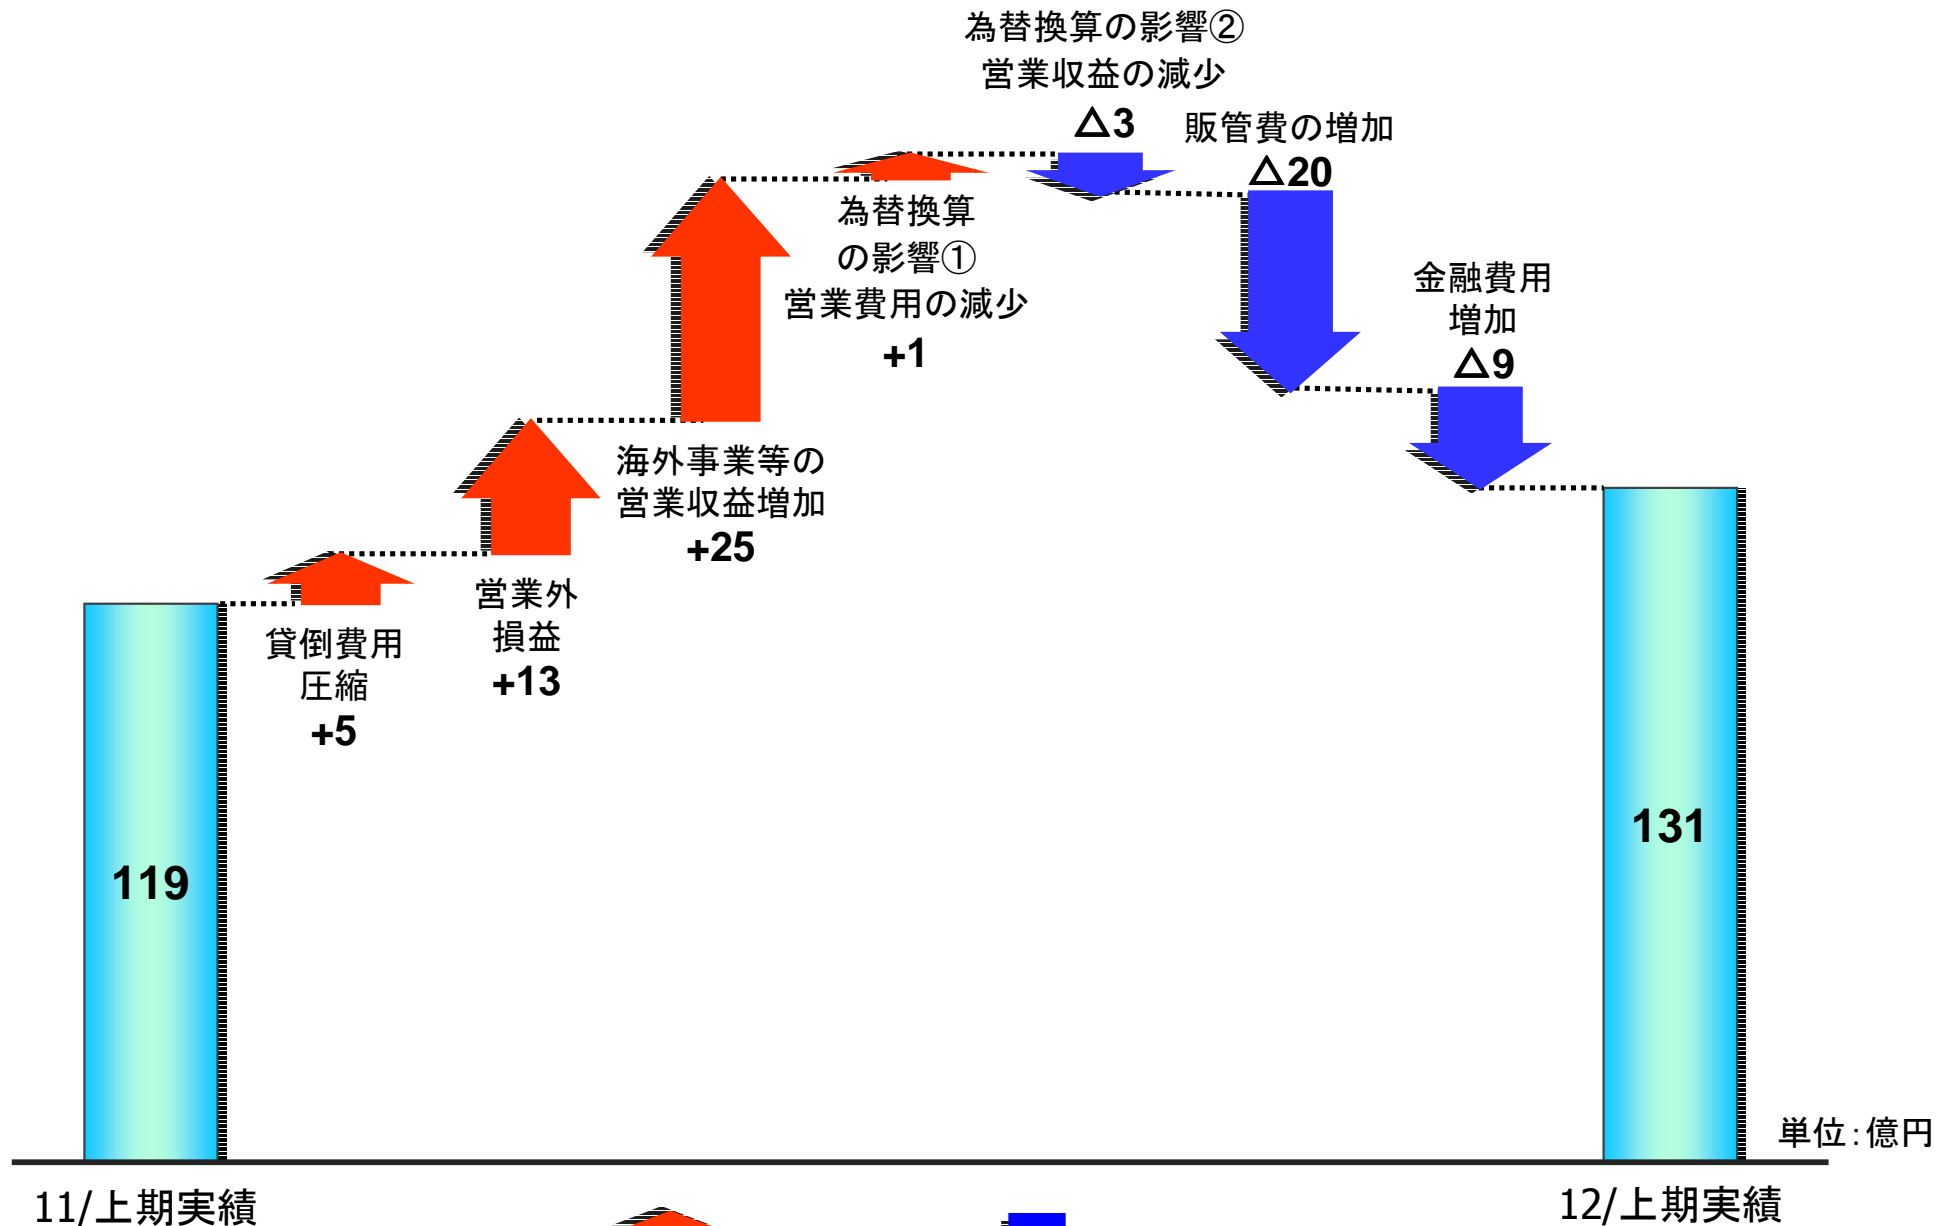 為替換算の影響②
営業収益の減少
△3
販管費の増加
△20
為替換算
の影響①
営業費用の減少
+1
金融費用
増加
△9
海外事業等の
営業収益増加
+25
営業外
損益
+13
貸倒費用
圧縮
+5
119
131
単位：億円
11/上期実績
12/上期実績